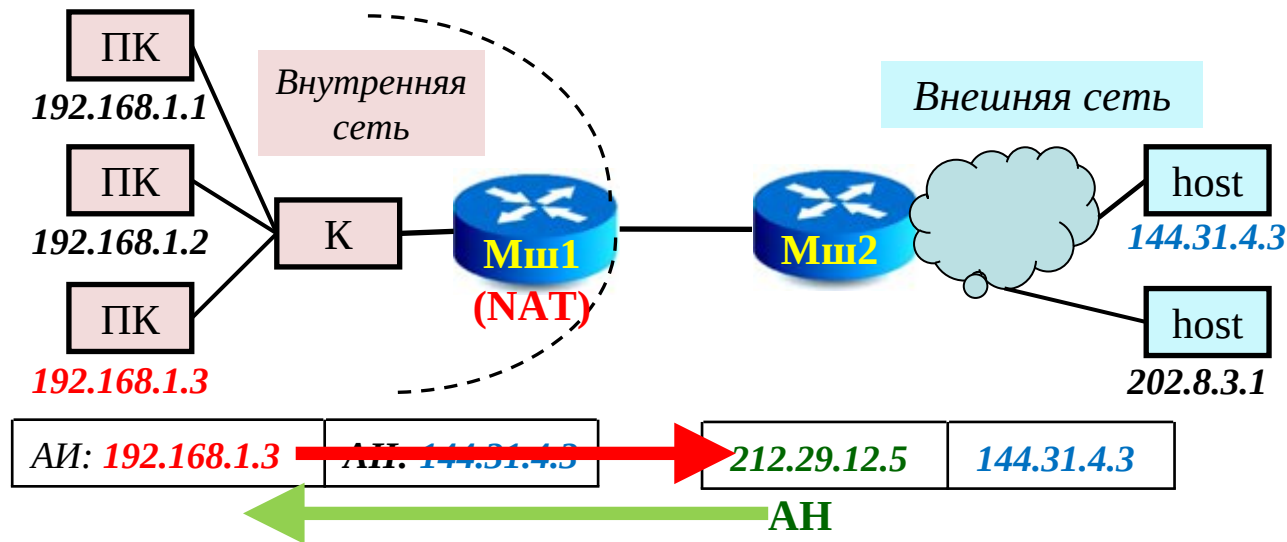 ПК
192.168.1.1
ПК
192.168.1.2
ПК
192.168.1.3
Внутренняя
сеть
К
Мш1
(NAT)
Мш2
Внешняя сеть
host
144.31.4.3
host
202.8.3.1
АИ: 192.168.1.3
АН: 144.31.4.3
212.29.12.5
144.31.4.3
АН